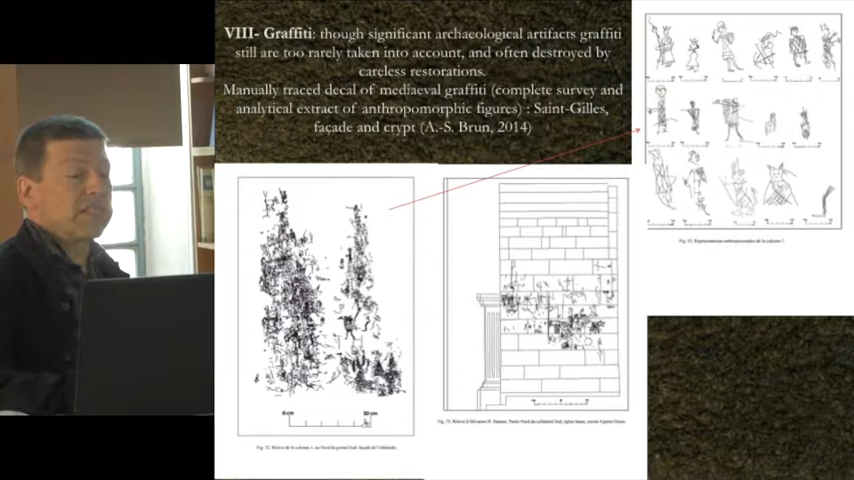 VIII- Graffiti: though significant archaeological artifacts graffiti
still are too rarely taken into account, and often destroyed by
careless restorations.
Manually traced decal of mediaeval graffiti (complete survey and
analytical extract of anthropomorphic figures) : Saint-Gilles,
façade and crypt (A.-S. Brun, 2014)
0 cm 50 cm